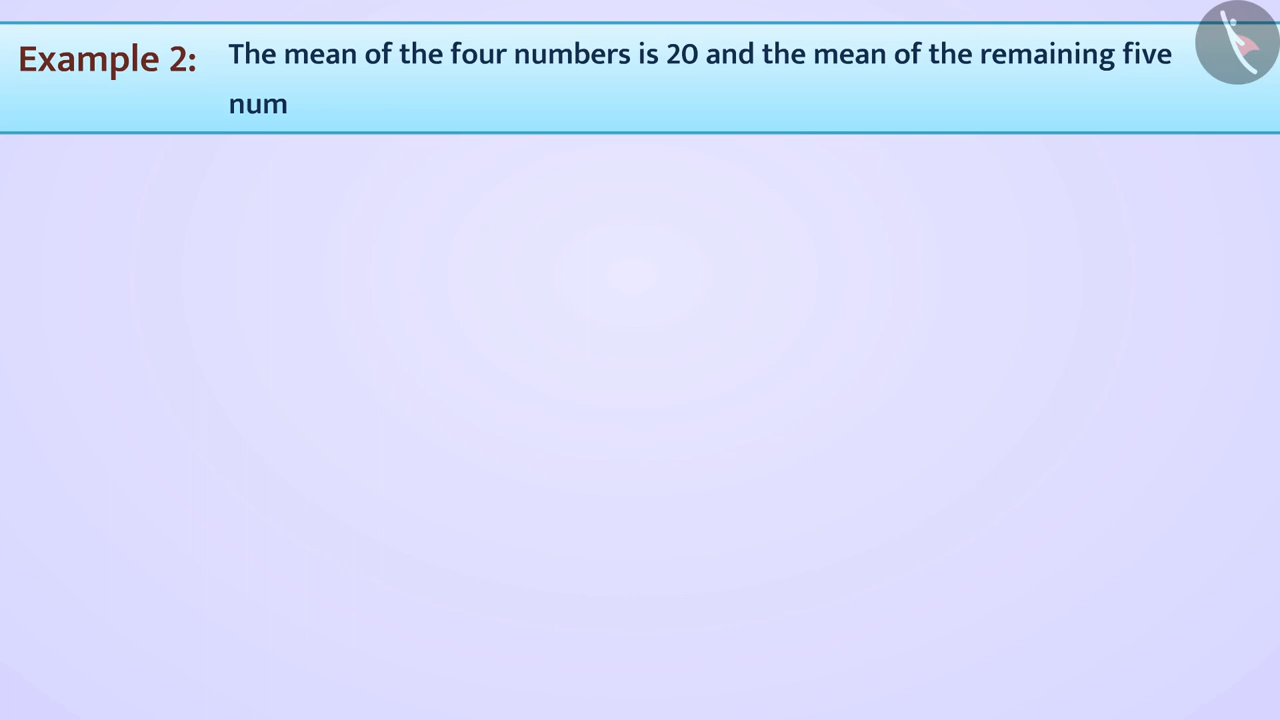 Example 2: The mean of the four numbers is 20 and the mean of the remaining five
num